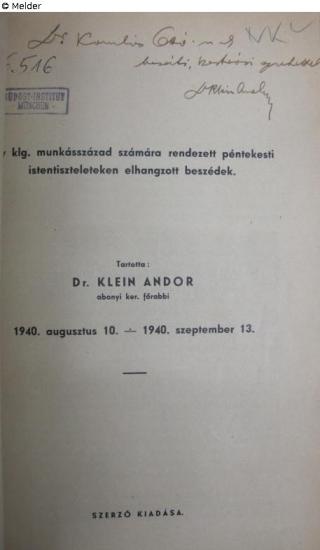 © Melder
Dr.
F. 516
SÜDOST-INSTITUT
MÜNCHEN
klg. munkásszázad számára rendezett péntekesti
istentiszteleteken elhangzott beszédek.
Tartotta:
Dr. KLEIN ANDOR
abonyi ker. főrabbi
1940. augusztus 10. — 1940. szeptember 13.
SZERZŐ KIADÁSA.